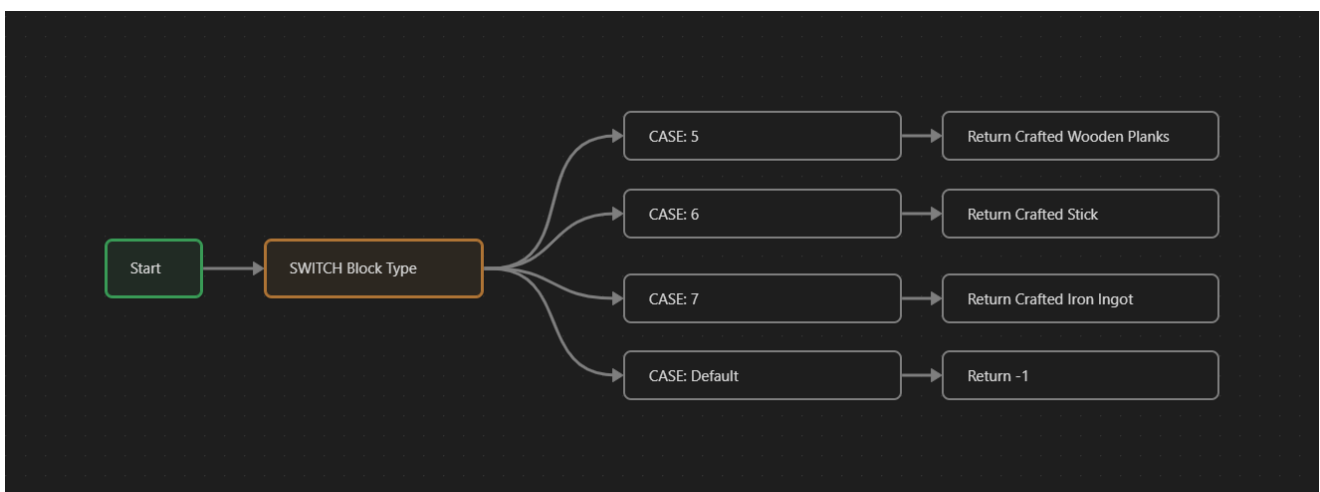 Start
SWITCH Block Type
CASE: 5
Return Crafted Wooden Planks
CASE: 6
Return Crafted Stick
CASE: 7
Return Crafted Iron Ingot
CASE: Default
Return -1